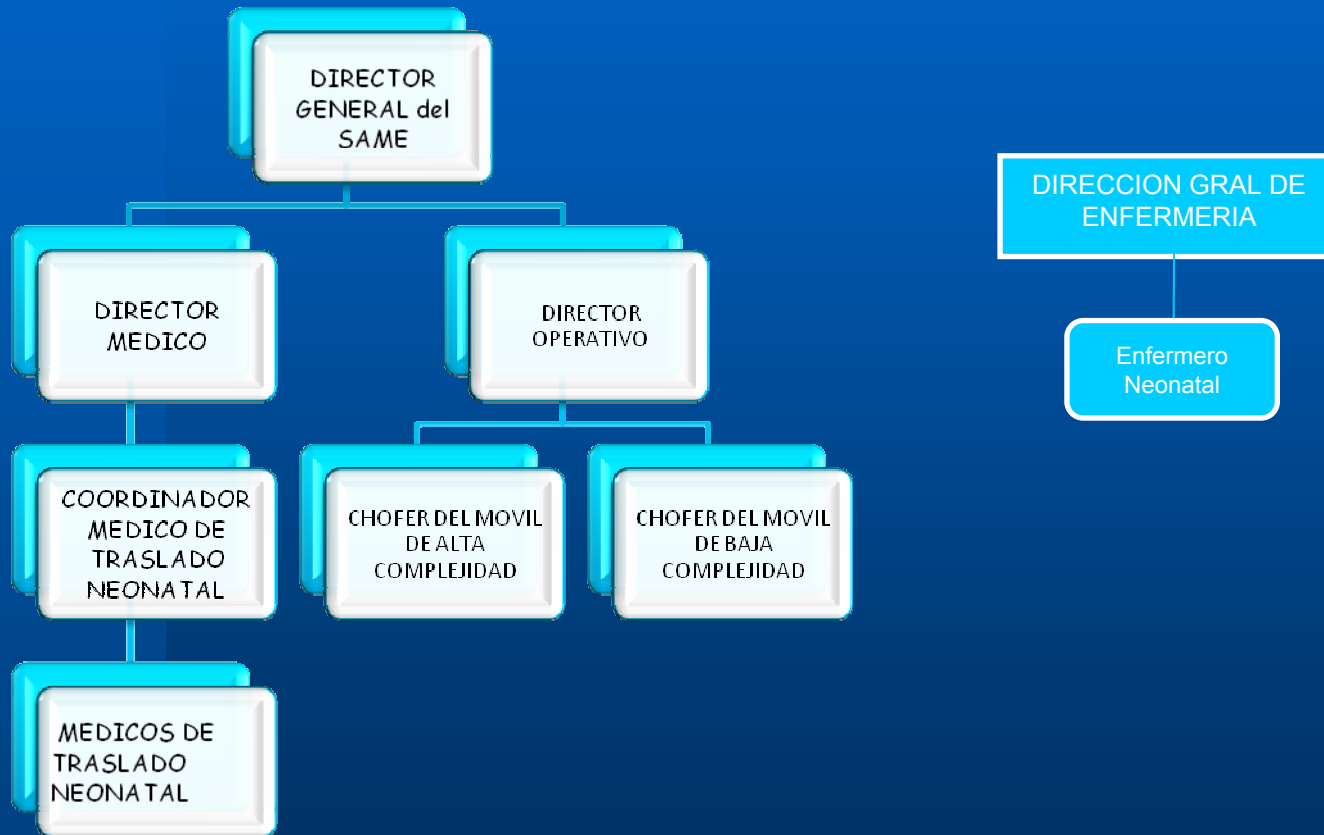 DIRECTOR
GENERAL del
SAME
DIRECCION GRAL DE
ENFERMERIA
DIRECTOR
MEDICO
DIRECTOR
OPERATIVO
Enfermero
Neonatal
COORDINADOR
MEDICO DE
TRASLADO
NEONATAL
CHOFER DEL MOVIL
DE ALTA
COMPLEJIDAD
CHOFER DEL MOVIL
DE BAJA
COMPLEJIDAD
MEDICOS DE
TRASLADO
NEONATAL